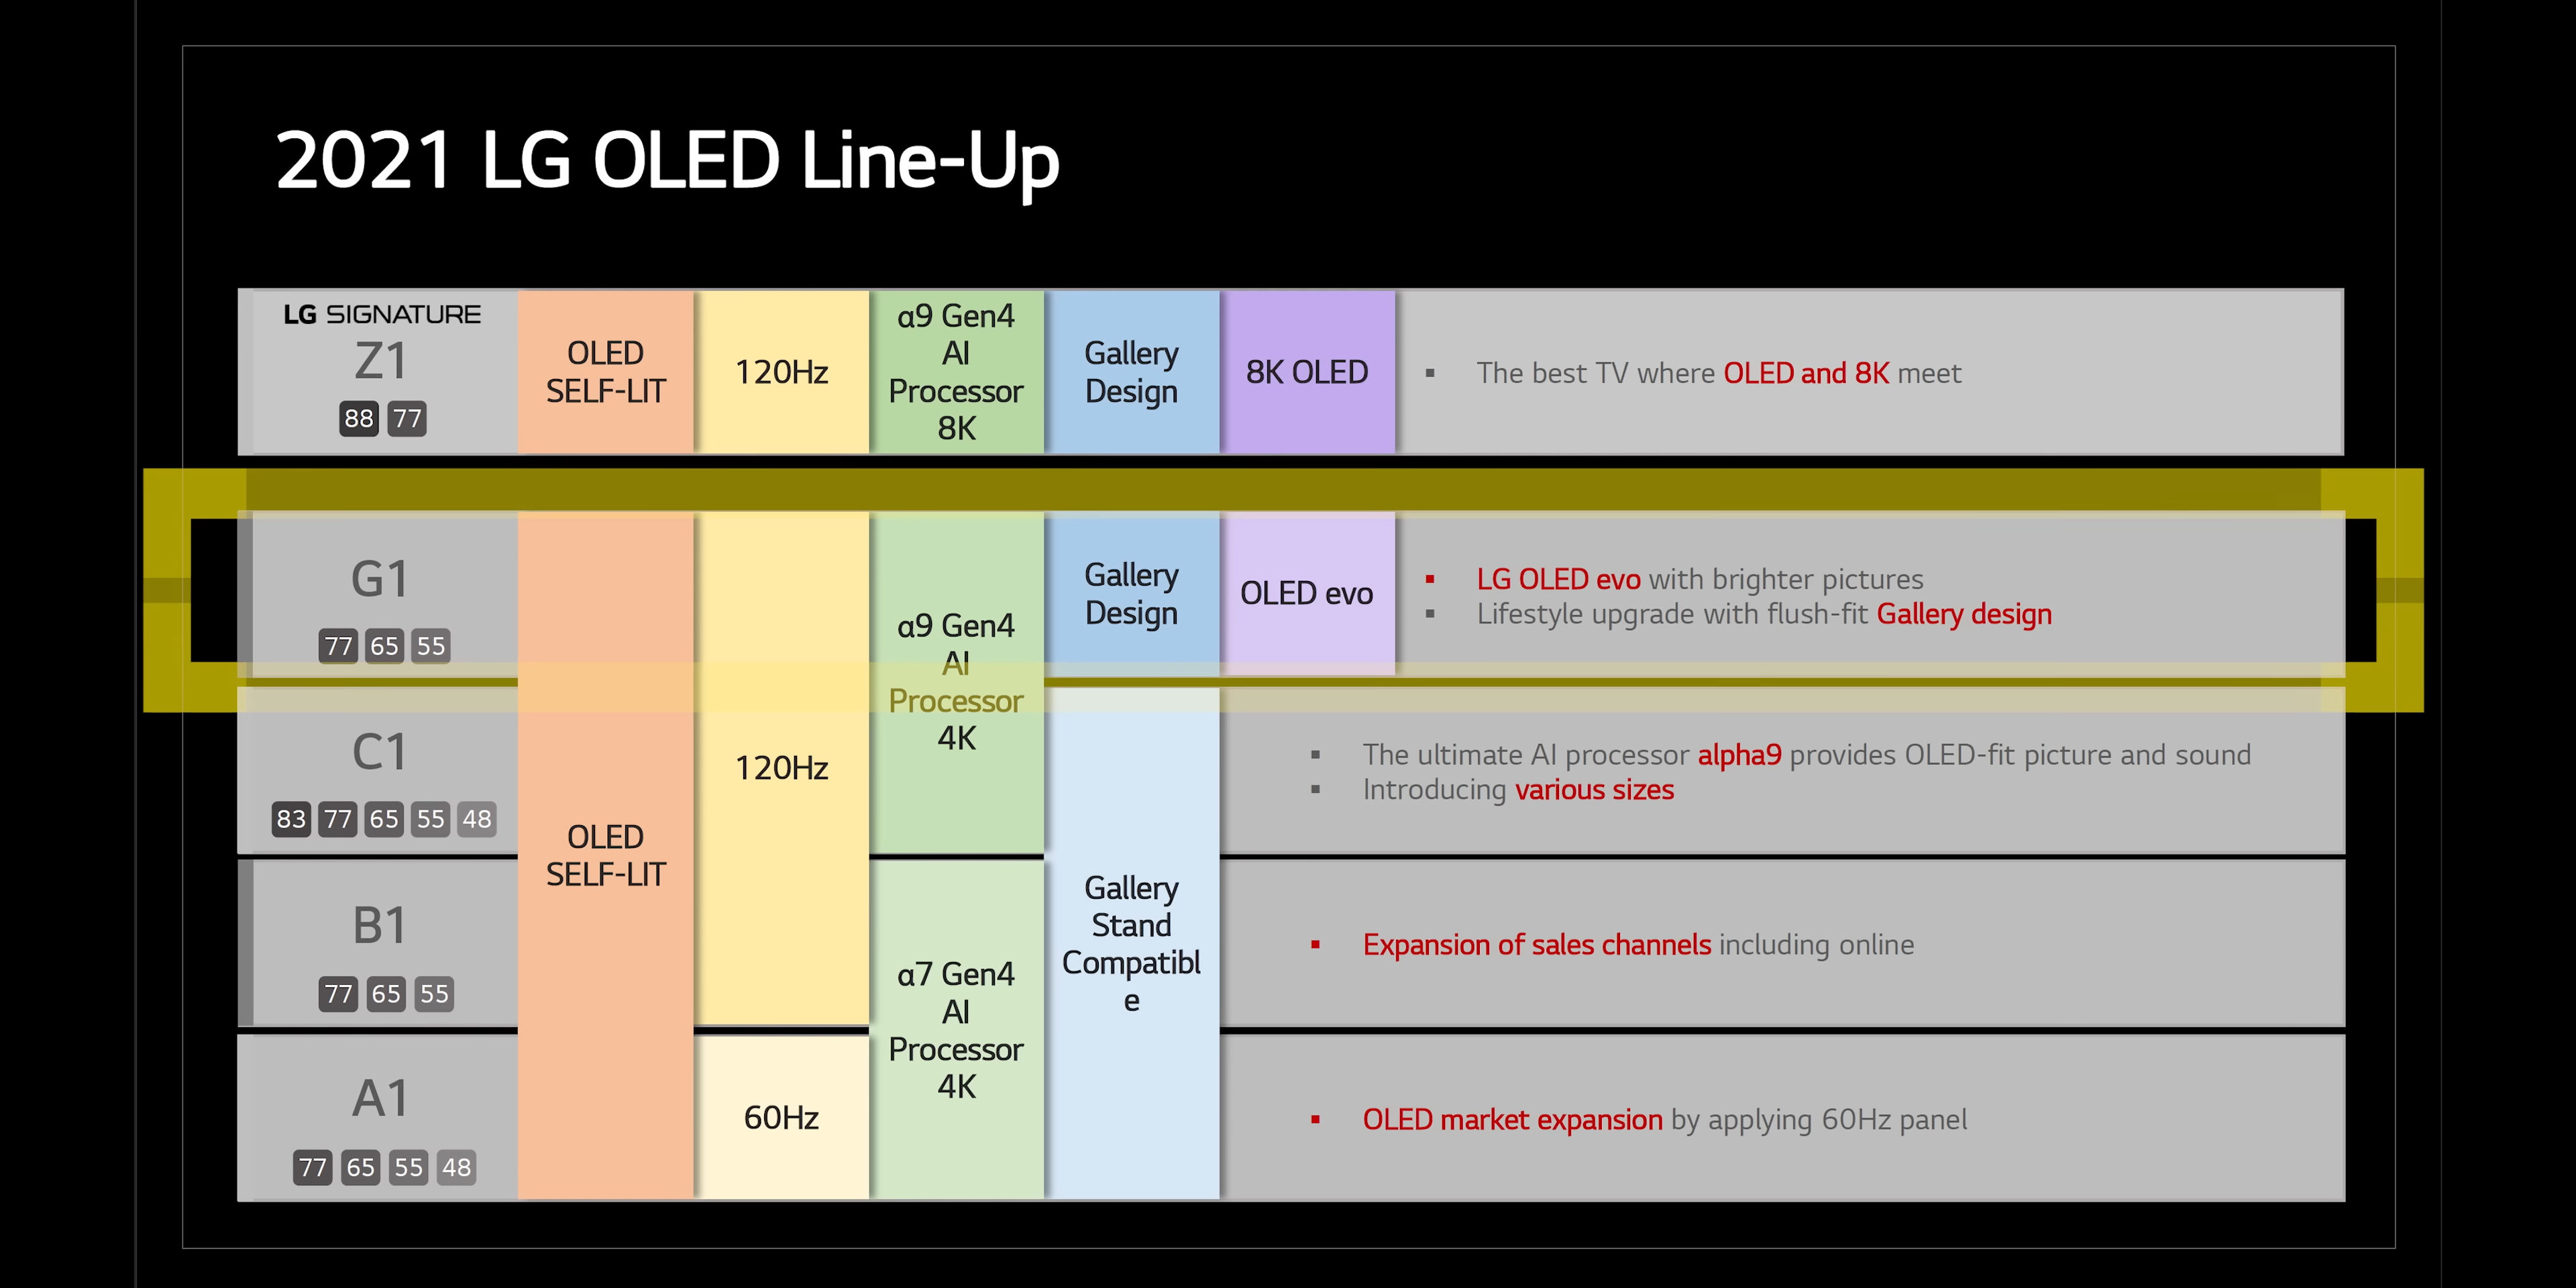 2021 LG OLED Line-Up
LG SIGNATURE
Z1
88 77
OLED
SELF-LIT
120Hz
α9 Gen4
AI
Processor
8K
Gallery
Design
8K OLED
▪ The best TV where OLED and 8K meet
G1
77 65 55
C1
83 77 65 55 48
B1
77 65 55
A1
77 65 55 48
OLED
SELF-LIT
120Hz
60Hz
α9 Gen4
AI
Processor
4K
α7 Gen4
AI
Processor
4K
Gallery
Design
Gallery
Stand
Compatibl
e
OLED evo
▪ LG OLED evo with brighter pictures
▪ Lifestyle upgrade with flush-fit Gallery design
▪ The ultimate AI processor alpha9 provides OLED-fit picture and sound
▪ Introducing various sizes
▪ Expansion of sales channels including online
▪ OLED market expansion by applying 60Hz panel